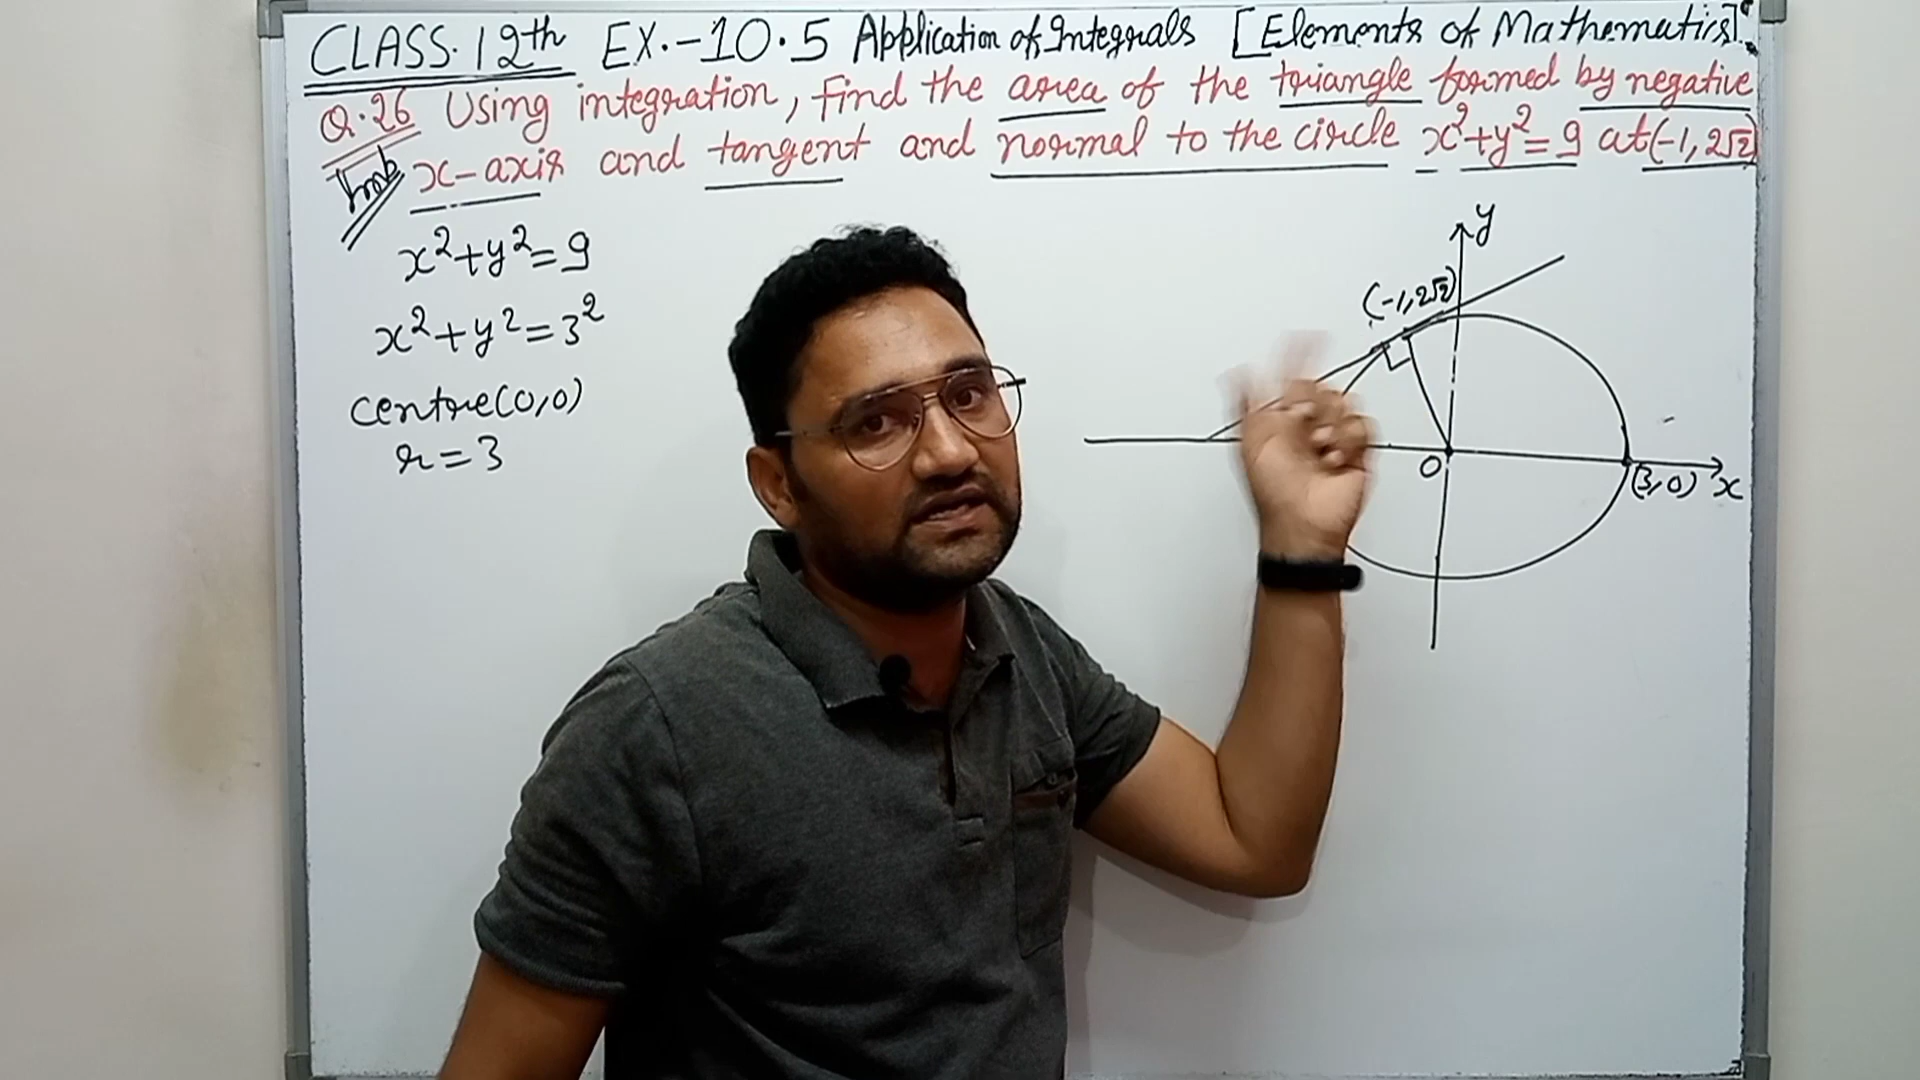 CLASS. 12th EX.-10.5 Application of Integrals [Elements of Mathematics]
Q.26 Using integration, Find the area of the triangle formed by negative
Imp x-axis and tangent and normal to the circle x²+y²=9 at(-1, 2√2)
x²+y²=9
x²+y²=3²
centre(0,0)
r=3
y
(-1,2√2)
O
(3,0) x